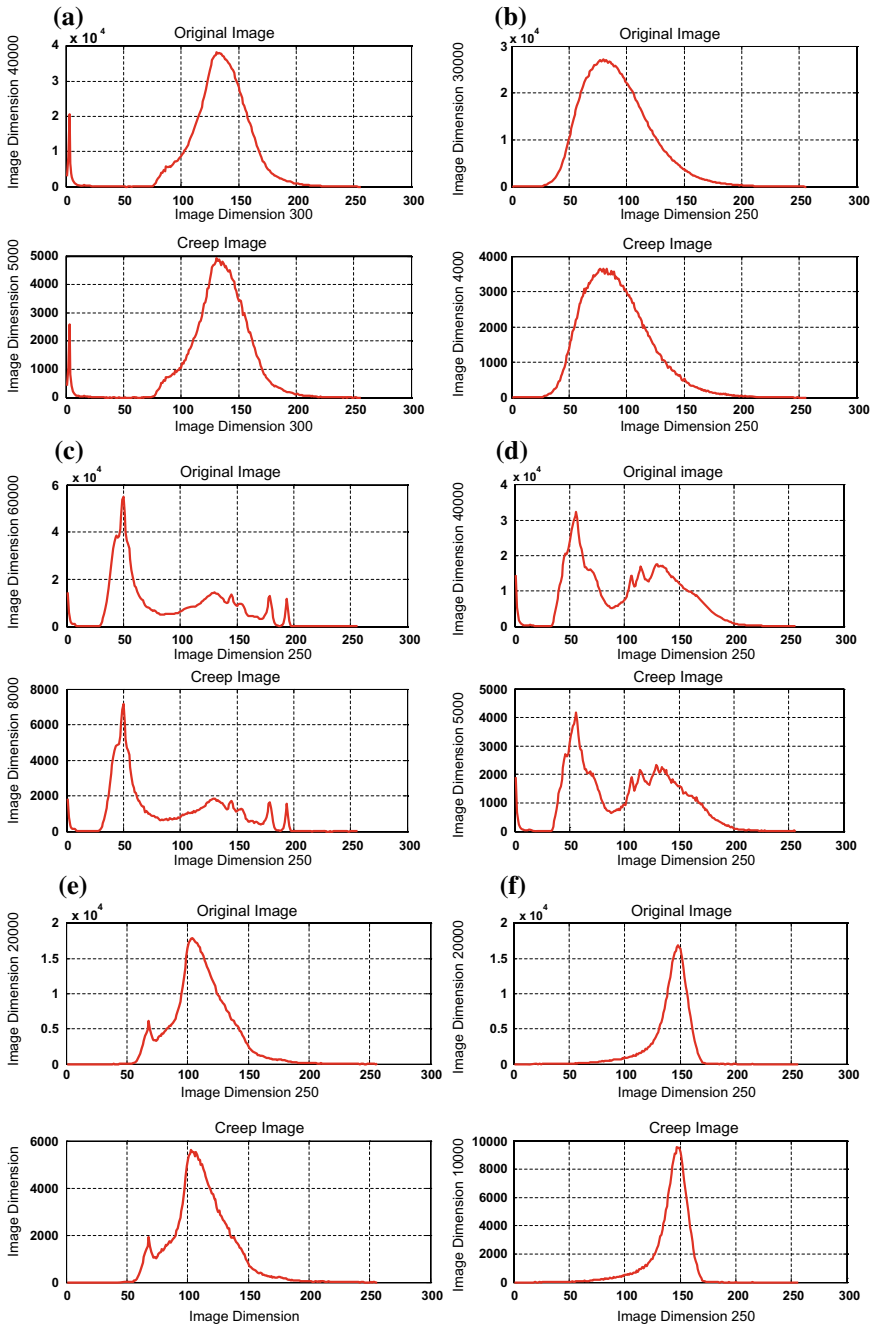 (a)
Original Image
x 10^4
Image Dimension 40000
4
3
2
1
0
0 50 100 150 200 250 300
Image Dimension 300
Creep Image
Image Dimesnsion 5000
5000
4000
3000
2000
1000
0
0 50 100 150 200 250 300
Image Dimension 300
(b)
Original Image
x 10^4
Image Dimension 30000
3
2
1
0
0 50 100 150 200 250 300
Image Dimension 250
Creep Image
Image Dimension 4000
4000
3000
2000
1000
0
0 50 100 150 200 250 300
Image Dimension 250
(c)
Original Image
x 10^4
Image Dimension 60000
6
4
2
0
0 50 100 150 200 250 300
Image Dimension 250
Creep Image
Image Dimension 8000
8000
6000
4000
2000
0
0 50 100 150 200 250 300
Image Dimension 250
(d)
Original image
x 10^4
Image Dimension 40000
4
3
2
1
0
0 50 100 150 200 250 300
Image Dimension 250
Creep Image
Image Dimension 5000
5000
4000
3000
2000
1000
0
0 50 100 150 200 250 300
Image Dimension 250
(e)
Original Image
x 10^4
Image Dimension 20000
2
1.5
1
0.5
0
0 50 100 150 200 250 300
Image Dimension 250
Creep Image
Image Dimension
6000
4000
2000
0
0 50 100 150 200 250 300
Image Dimension
(f)
Original Image
x 10^4
Image Dimension 20000
2
1.5
1
0.5
0
0 50 100 150 200 250 300
Image Dimension 250
Creep Image
Image Dimension 10000
10000
8000
6000
4000
2000
0
0 50 100 150 200 250 300
Image Dimension 250